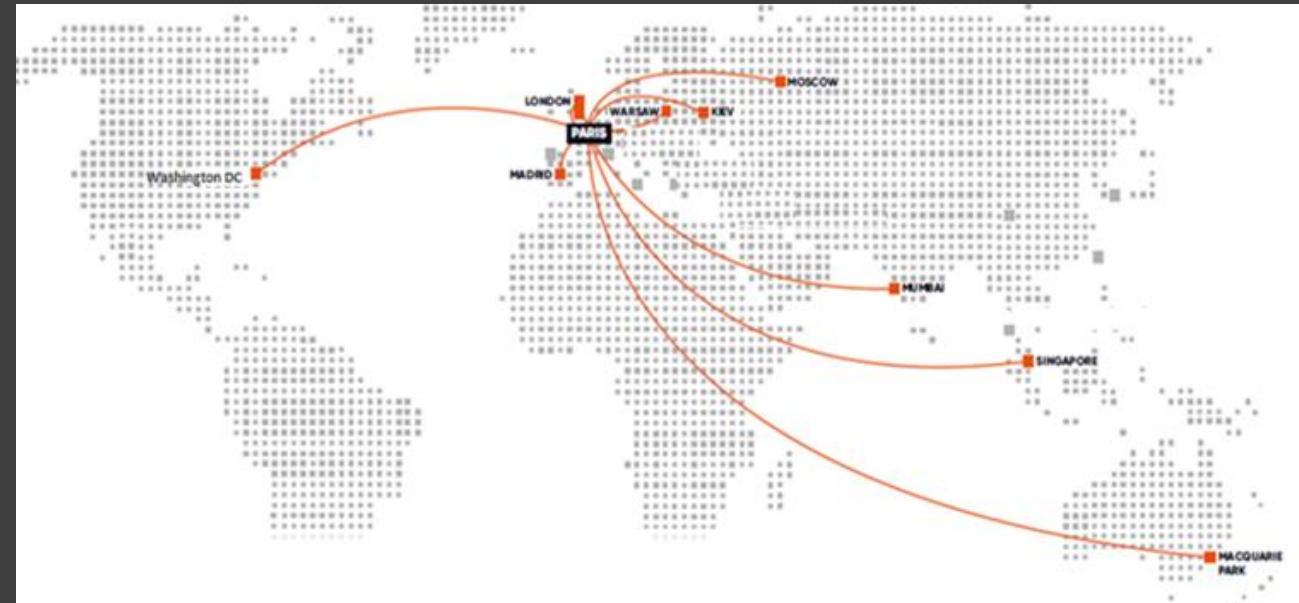 MOSCOW
LONDON
WARSAW
KIEV
PARIS
Washington DC
MADRID
MUMBAI
SINGAPORE
MACQUARIE
PARK